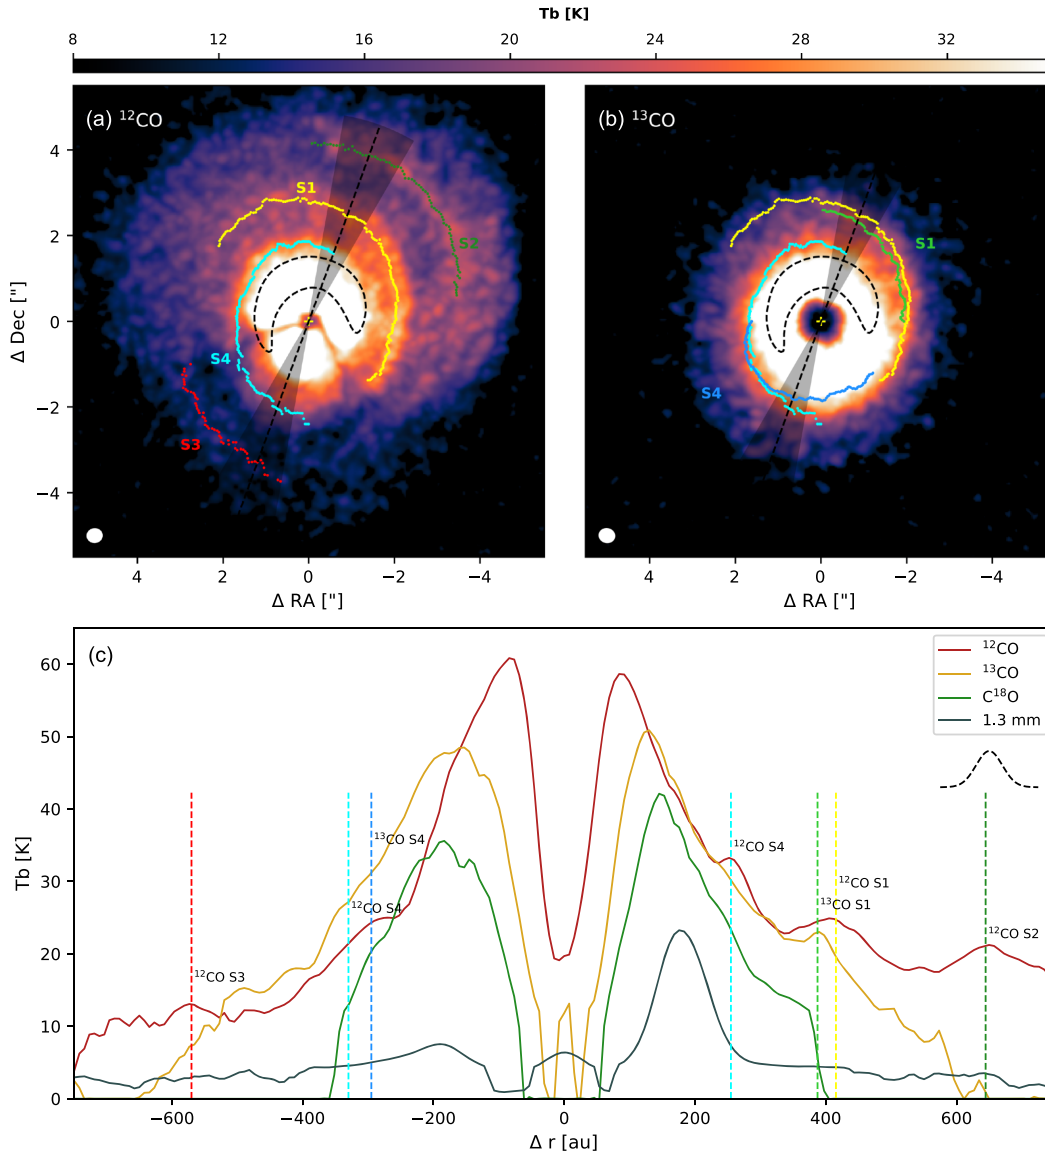 Tb [K]
8 12 16 20 24 28 32
(a) ¹²CO
(b) ¹³CO
S1
S2
S1
S4
S4
S3
4
2
0
−2
−4
Δ Dec ["]
4 2 0 −2 −4
4 2 0 −2 −4
Δ RA ["]
Δ RA ["]
(c)
¹²CO
¹³CO
C¹⁸O
1.3 mm
¹³CO S4
¹²CO S4
¹²CO S4
¹²CO S1
¹³CO S1
¹²CO S2
¹²CO S3
60
50
40
30
20
10
0
Tb [K]
−600 −400 −200 0 200 400 600
Δ r [au]